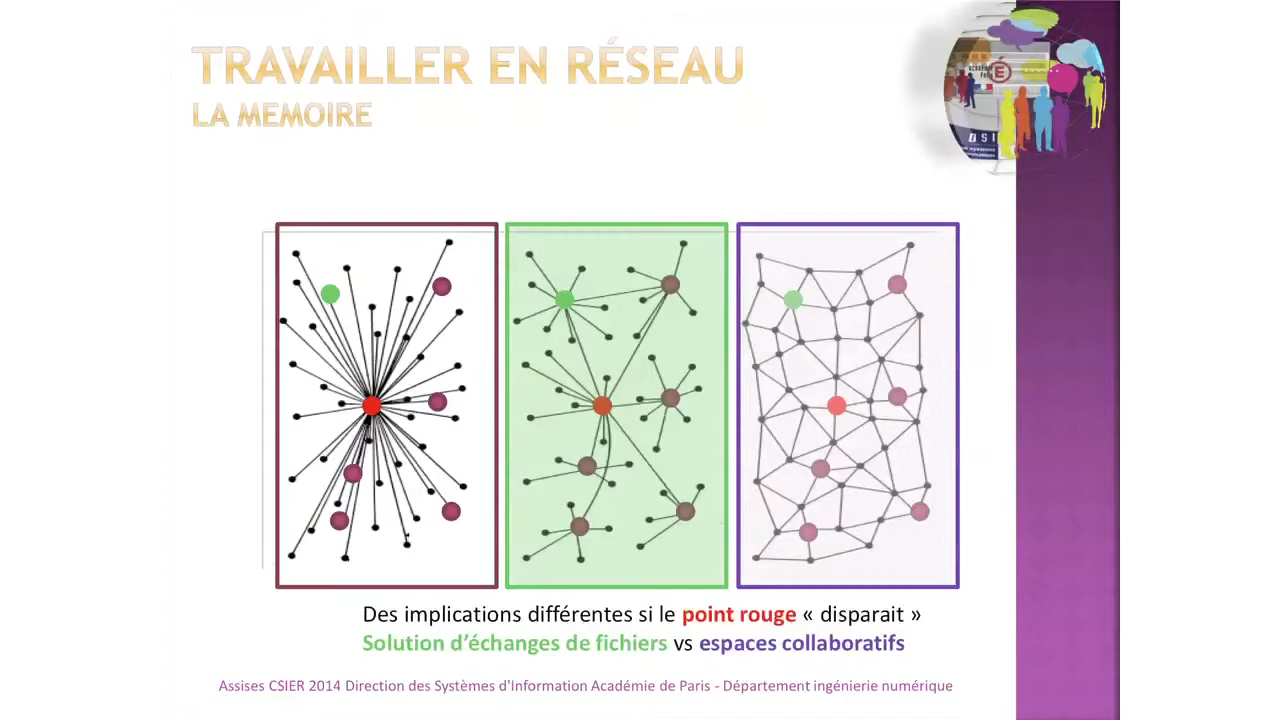 TRAVAILLER EN RÉSEAU
LA MEMOIRE
Des implications différentes si le point rouge « disparait »
Solution d'échanges de fichiers vs espaces collaboratifs
Assises CSIER 2014 Direction des Systèmes d'Information Académie de Paris - Département ingénierie numérique